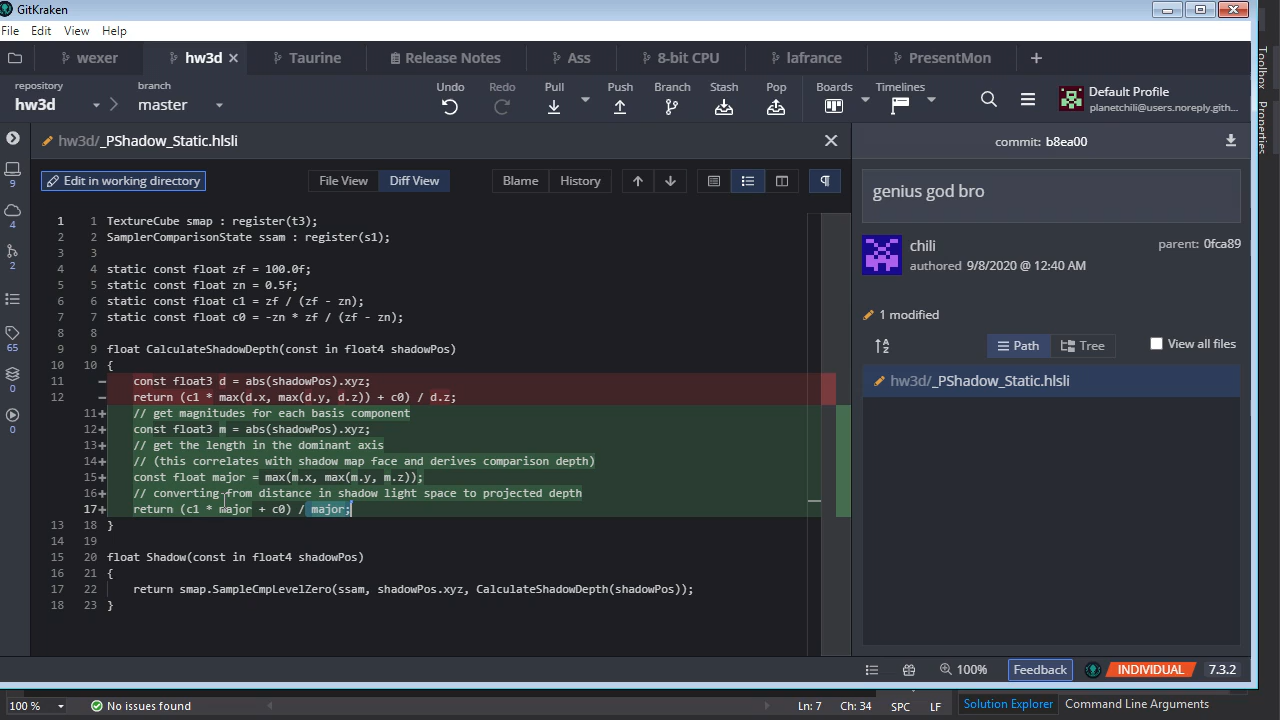 GitKraken
File Edit View Help
wexer
hw3d
Taurine
Release Notes
Ass
8-bit CPU
lafrance
PresentMon
repository
hw3d
branch
master
Undo
Redo
Pull
Push
Branch
Stash
Pop
Boards
Timelines
Default Profile
planetchili@users.noreply.gith...
Toolbox
Properties
9
4
2
65
0
0
hw3d/_PShadow_Static.hlsli
Edit in working directory
File View
Diff View
Blame
History
1 1 TextureCube smap : register(t3);
2 2 SamplerComparisonState ssam : register(s1);
3 3
4 4 static const float zf = 100.0f;
5 5 static const float zn = 0.5f;
6 6 static const float c1 = zf / (zf - zn);
7 7 static const float c0 = -zn * zf / (zf - zn);
8 8
9 9 float CalculateShadowDepth(const in float4 shadowPos)
10 10 {
11 – const float3 d = abs(shadowPos).xyz;
12 – return (c1 * max(d.x, max(d.y, d.z)) + c0) / d.z;
11+ // get magnitudes for each basis component
12+ const float3 m = abs(shadowPos).xyz;
13+ // get the length in the dominant axis
14+ // (this correlates with shadow map face and derives comparison depth)
15+ const float major = max(m.x, max(m.y, m.z));
16+ // converting from distance in shadow light space to projected depth
17+ return (c1 * major + c0) / major;
13 18 }
14 19
15 20 float Shadow(const in float4 shadowPos)
16 21 {
17 22 return smap.SampleCmpLevelZero(ssam, shadowPos.xyz, CalculateShadowDepth(shadowPos));
18 23 }
commit: b8ea00
genius god bro
chili
authored 9/8/2020 @ 12:40 AM
parent: 0fca89
1 modified
Path
Tree
View all files
hw3d/_PShadow_Static.hlsli
100%
Feedback
INDIVIDUAL
7.3.2
100 %
No issues found
Ln: 7
Ch: 34
SPC
LF
Solution Explorer
Command Line Arguments